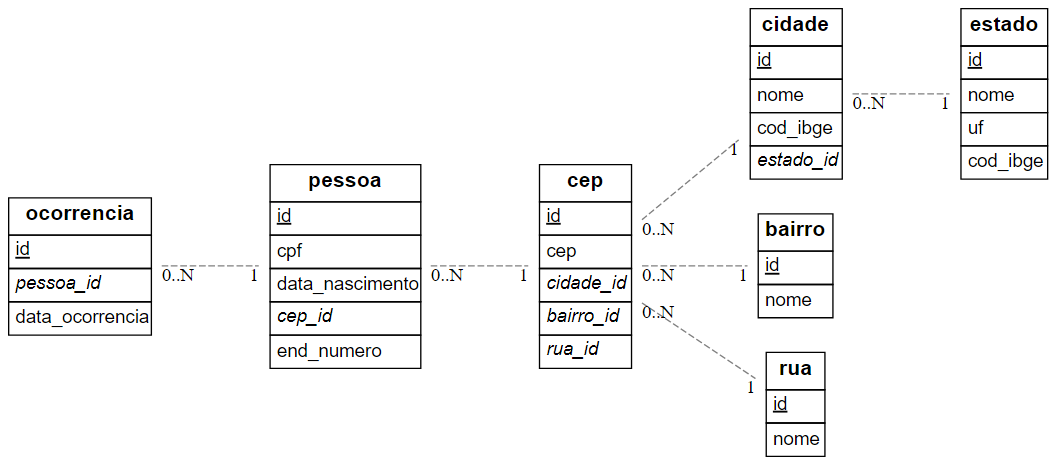 ocorrencia
id
pessoa_id
data_ocorrencia
0..N
1
pessoa
id
cpf
data_nascimento
cep_id
end_numero
0..N
1
cep
id
cep
cidade_id
bairro_id
rua_id
0..N
1
0..N
1
0..N
1
cidade
id
nome
cod_ibge
estado_id
0..N
1
estado
id
nome
uf
cod_ibge
bairro
id
nome
rua
id
nome